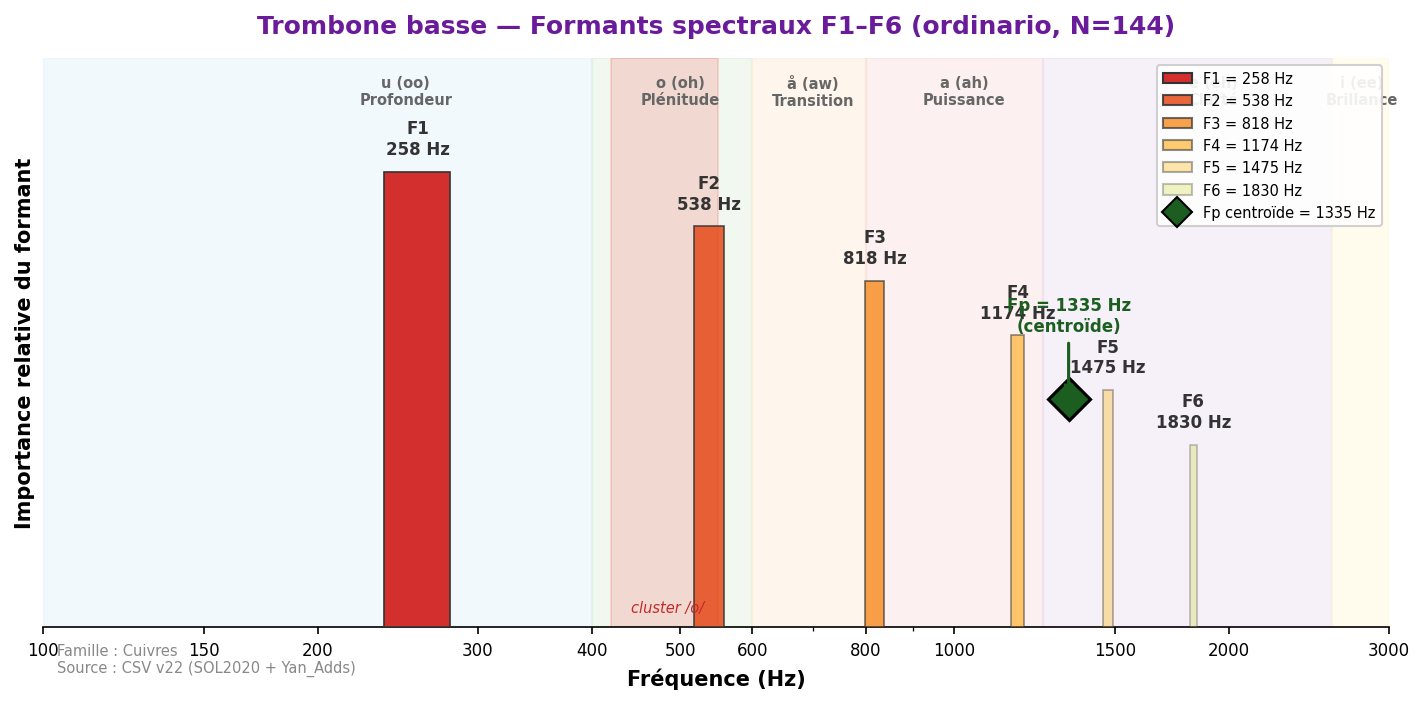 Trombone basse — Formants spectraux F1–F6 (ordinario, N=144)
u (oo)
Profondeur
o (oh)
Plénitude
å (aw)
Transition
a (ah)
Puissance
i (ee)
Brillance
F1 = 258 Hz
F2 = 538 Hz
F3 = 818 Hz
F4 = 1174 Hz
F5 = 1475 Hz
F6 = 1830 Hz
Fp centroïde = 1335 Hz
F1
258 Hz
F2
538 Hz
F3
818 Hz
F4
1174 Hz
Fp = 1335 Hz
(centroïde)
F5
1475 Hz
F6
1830 Hz
cluster /o/
Importance relative du formant
100
150
200
300
400
500
600
800
1000
1500
2000
3000
Famille : Cuivres
Source : CSV v22 (SOL2020 + Yan_Adds)
Fréquence (Hz)